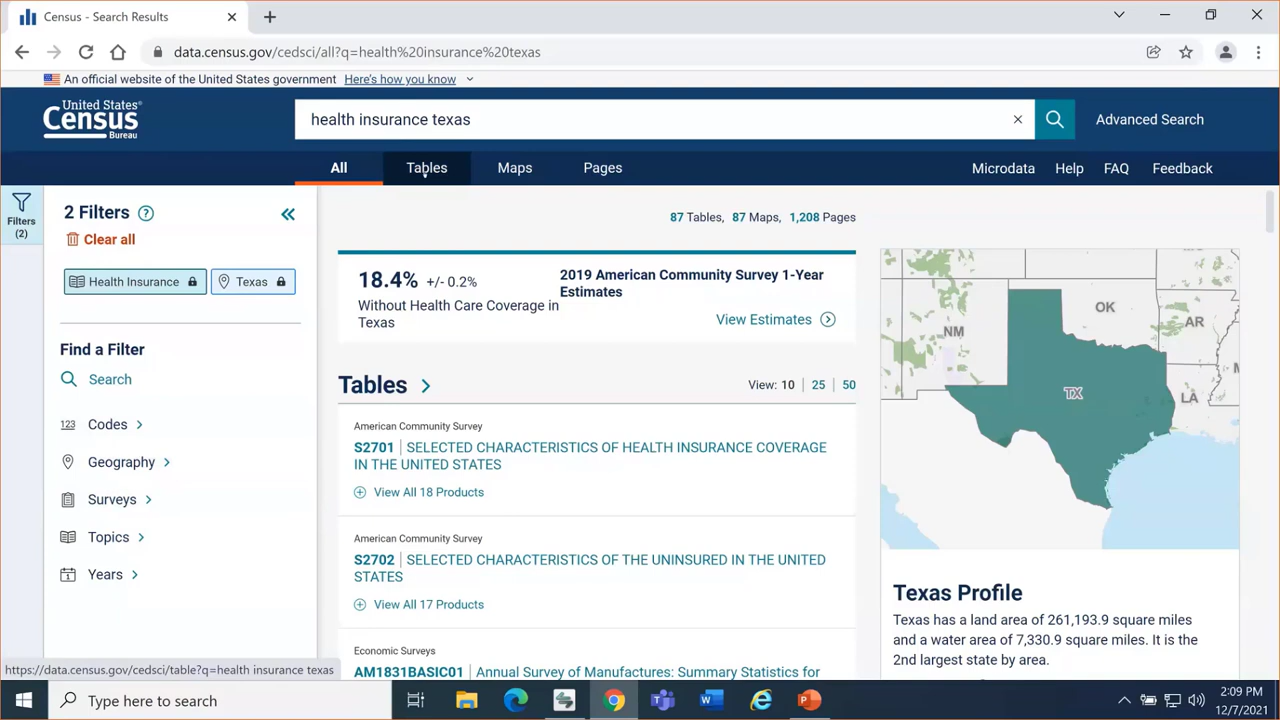 Census - Search Results
data.census.gov/cedsci/all?q=health%20insurance%20texas
An official website of the United States government Here's how you know
United States
Census
Bureau
health insurance texas
Advanced Search
All Tables Maps Pages
Microdata Help FAQ Feedback
Filters
(2)
2 Filters
Clear all
Health Insurance Texas
Find a Filter
Search
Codes
Geography
Surveys
Topics
Years
87 Tables, 87 Maps, 1,208 Pages
18.4% +/- 0.2%
Without Health Care Coverage in
Texas
2019 American Community Survey 1-Year
Estimates
View Estimates
Tables
View: 10 25 50
American Community Survey
S2701 | SELECTED CHARACTERISTICS OF HEALTH INSURANCE COVERAGE
IN THE UNITED STATES
View All 18 Products
American Community Survey
S2702 | SELECTED CHARACTERISTICS OF THE UNINSURED IN THE UNITED
STATES
View All 17 Products
Economic Surveys
AM1831BASIC01 | Annual Survey of Manufactures: Summary Statistics for
NM
OK
AR
TX
LA
Texas Profile
Texas has a land area of 261,193.9 square miles
and a water area of 7,330.9 square miles. It is the
2nd largest state by area.
https://data.census.gov/cedsci/table?q=health insurance texas
Type here to search
2:09 PM
12/7/2021